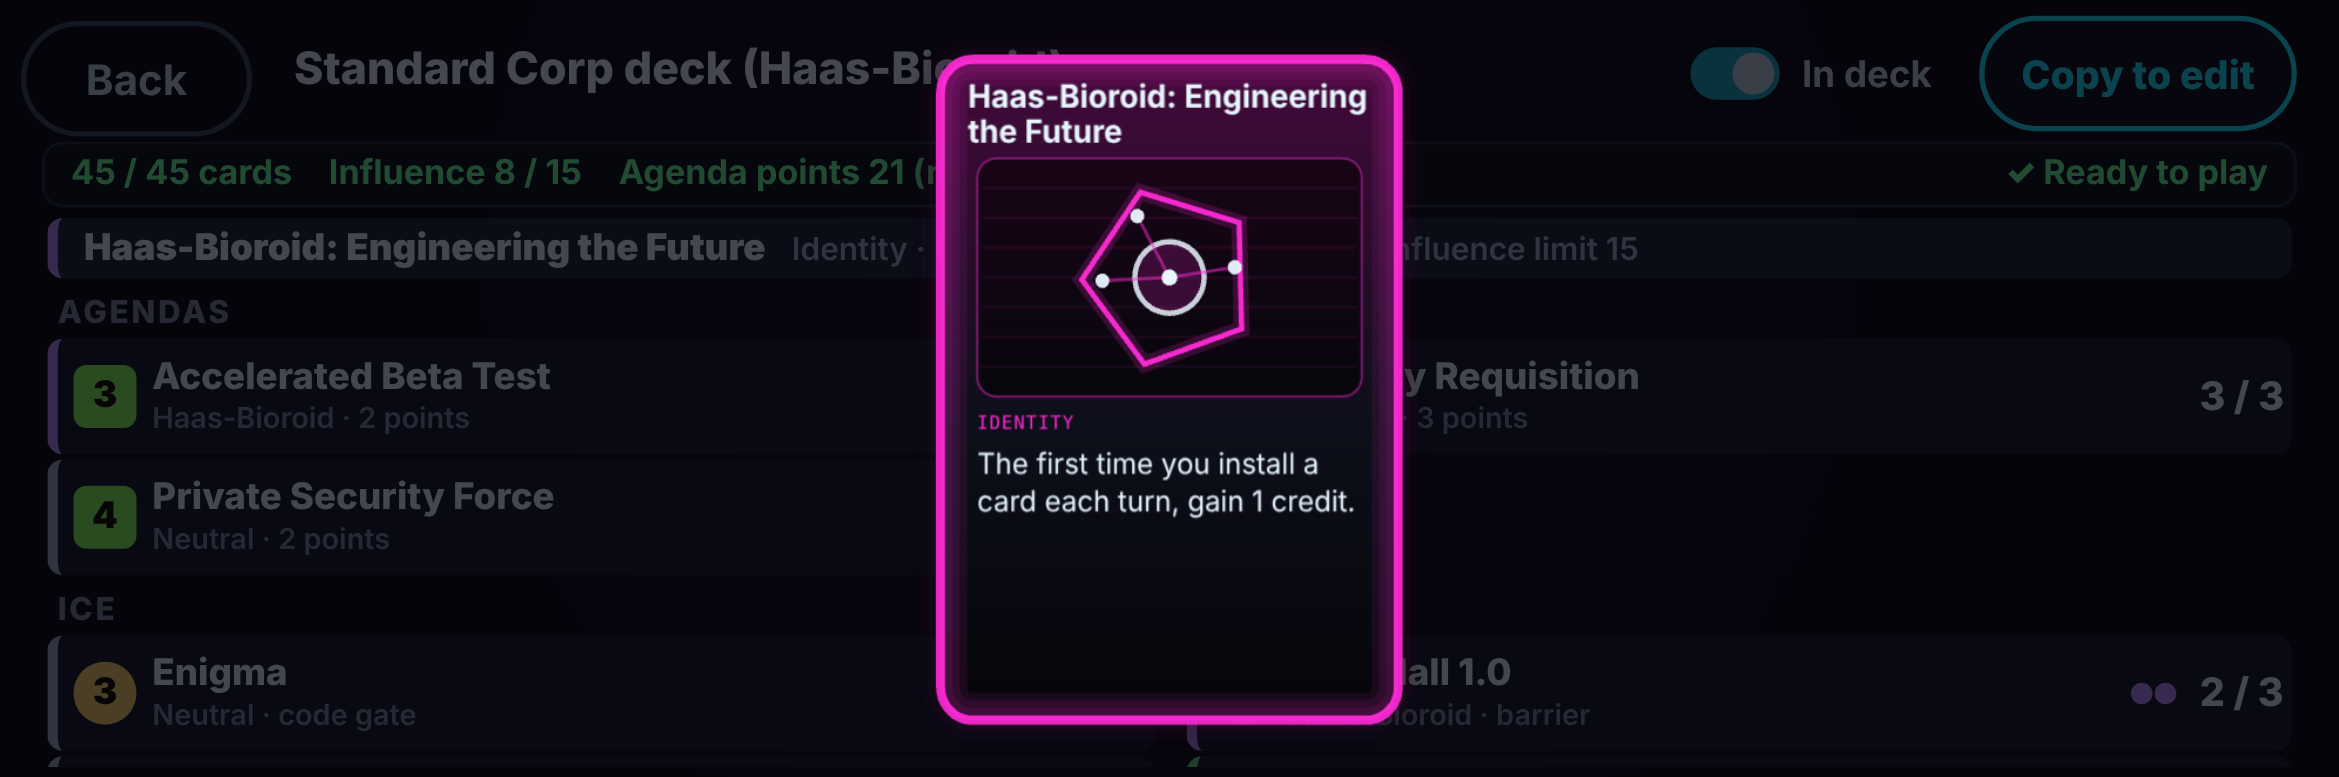 Back
Standard Corp deck (Haas-Bioroid)
In deck
Copy to edit
45 / 45 cards
Influence 8 / 15
Agenda points 21
✓ Ready to play
Haas-Bioroid: Engineering the Future
Identity ·
Influence limit 15
AGENDAS
3
Accelerated Beta Test
Haas-Bioroid · 2 points
Requisition
· 3 points
3 / 3
4
Private Security Force
Neutral · 2 points
ICE
3
Enigma
Neutral · code gate
1.0
· barrier
2 / 3
Haas-Bioroid: Engineering
the Future
IDENTITY
The first time you install a
card each turn, gain 1 credit.